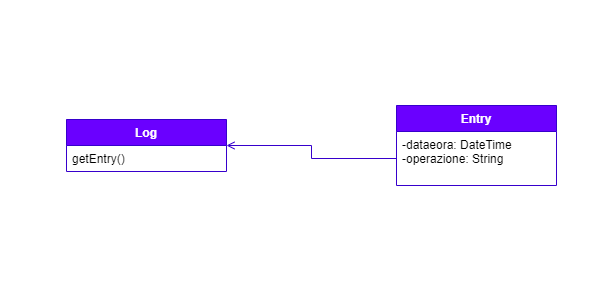 Log
getEntry()
Entry
-dataeora: DateTime
-operazione: String